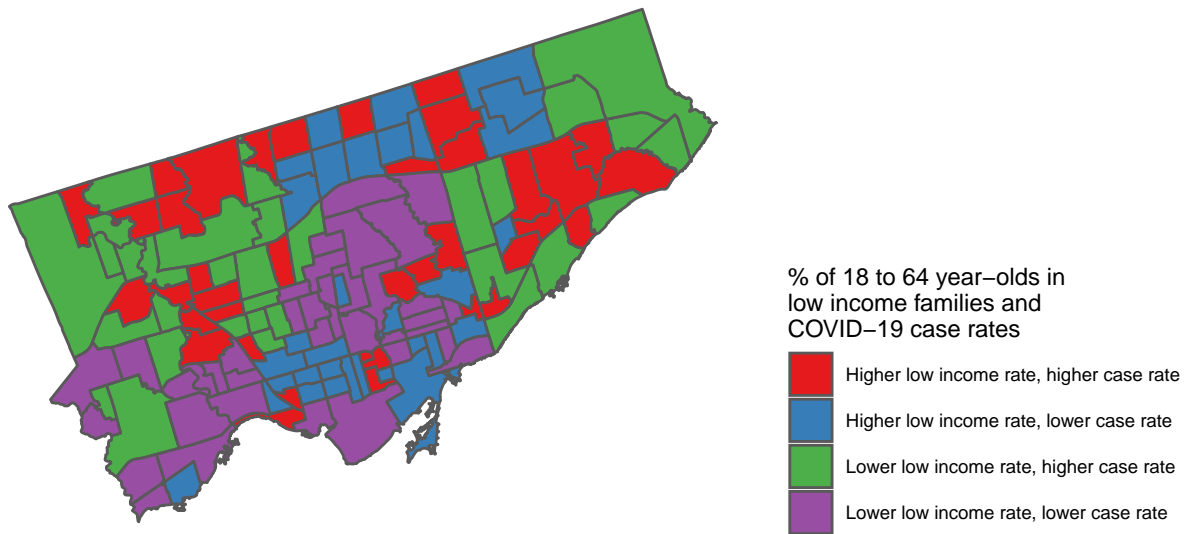 % of 18 to 64 year−olds in
low income families and
COVID−19 case rates
Higher low income rate, higher case rate
Higher low income rate, lower case rate
Lower low income rate, higher case rate
Lower low income rate, lower case rate